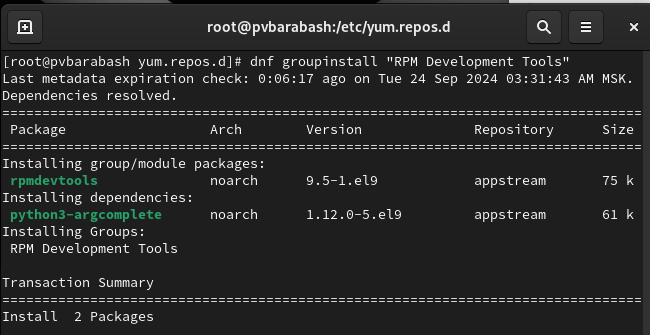 root@pvbarabash:/etc/yum.repos.d
[root@pvbarabash yum.repos.d]# dnf groupinstall "RPM Development Tools"
Last metadata expiration check: 0:06:17 ago on Tue 24 Sep 2024 03:31:43 AM MSK.
Dependencies resolved.
================================================================================
 Package                 Arch        Version              Repository       Size
================================================================================
Installing group/module packages:
 rpmdevtools             noarch      9.5-1.el9            appstream        75 k
Installing dependencies:
 python3-argcomplete     noarch      1.12.0-5.el9         appstream        61 k
Installing Groups:
 RPM Development Tools

Transaction Summary
================================================================================
Install  2 Packages